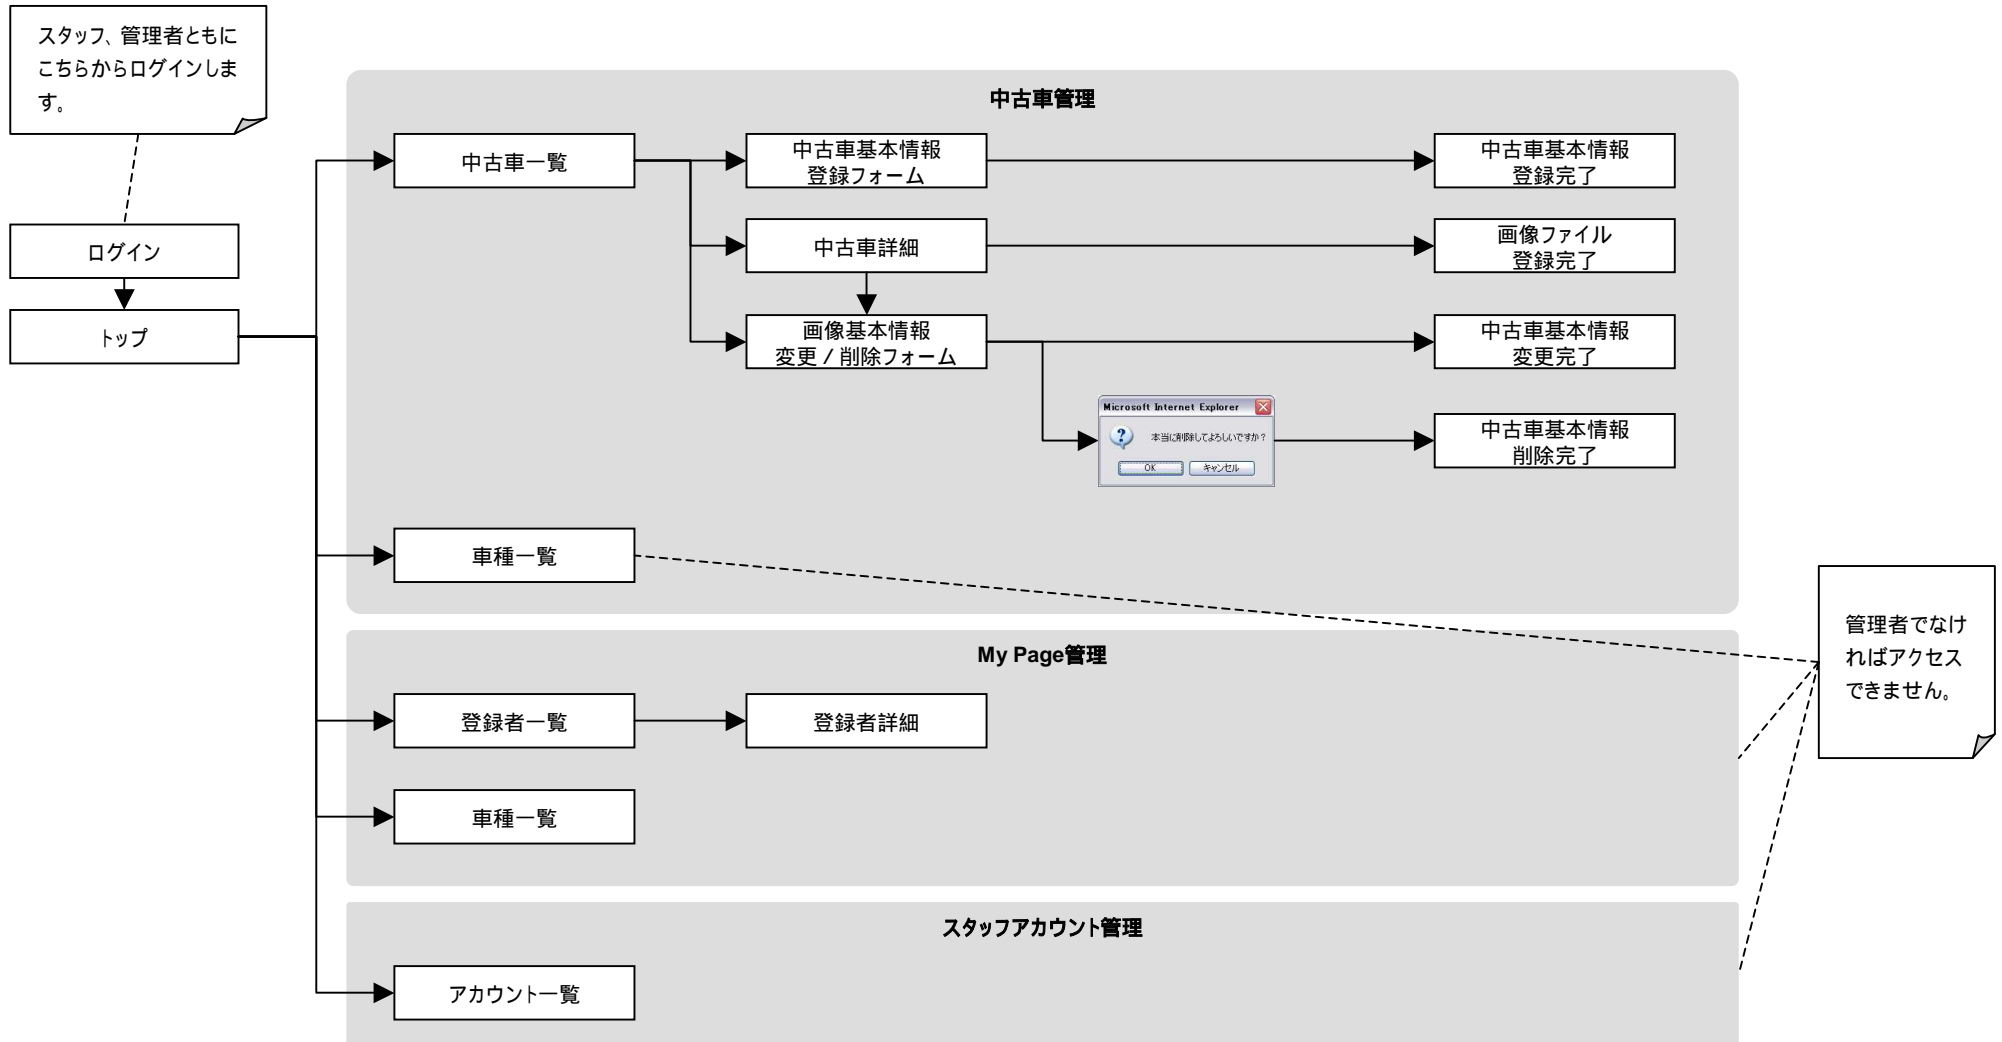 スタッフ、管理者ともに
こちらからログインしま
す。
ログイン
トップ
中古車管理
中古車一覧
中古車基本情報
登録フォーム
中古車基本情報
登録完了
中古車詳細
画像ファイル
登録完了
画像基本情報
変更 / 削除フォーム
中古車基本情報
変更完了
Microsoft Internet Explorer
本当に削除してよろしいですか？
OK
キャンセル
中古車基本情報
削除完了
車種一覧
管理者でなけ
ればアクセス
できません。
My Page管理
登録者一覧
登録者詳細
車種一覧
スタッフアカウント管理
アカウント一覧